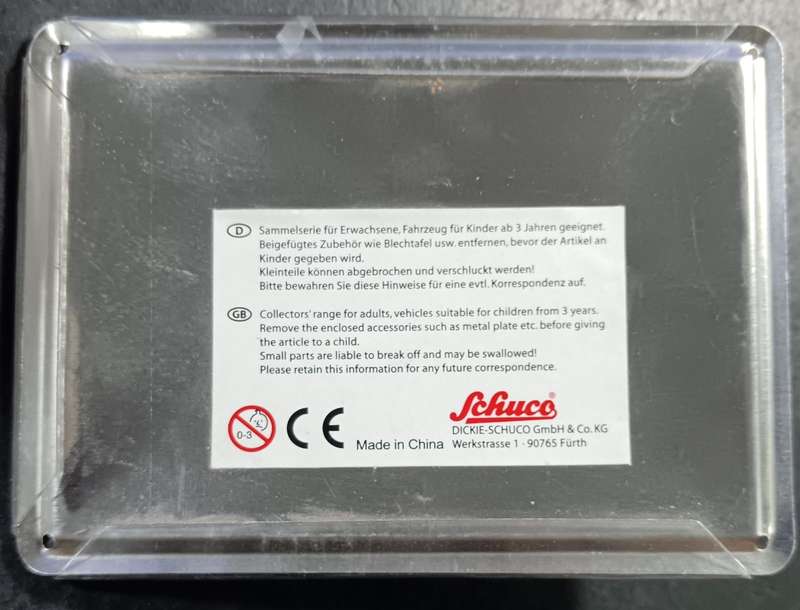 D Sammelserie für Erwachsene, Fahrzeug für Kinder ab 3 Jahren geeignet.
Beigefügtes Zubehör wie Blechtafel usw. entfernen, bevor der Artikel an
Kinder gegeben wird.
Kleinteile können abgebrochen und verschluckt werden!
Bitte bewahren Sie diese Hinweise für eine evtl. Korrespondenz auf.
GB Collectors' range for adults, vehicles suitable for children from 3 years.
Remove the enclosed accessories such as metal plate etc. before giving
the article to a child.
Small parts are liable to break off and may be swallowed!
Please retain this information for any future correspondence.
0-3
CE
Made in China
Schuco®
DICKIE-SCHUCO GmbH & Co. KG
Werkstrasse 1 · 90765 Fürth